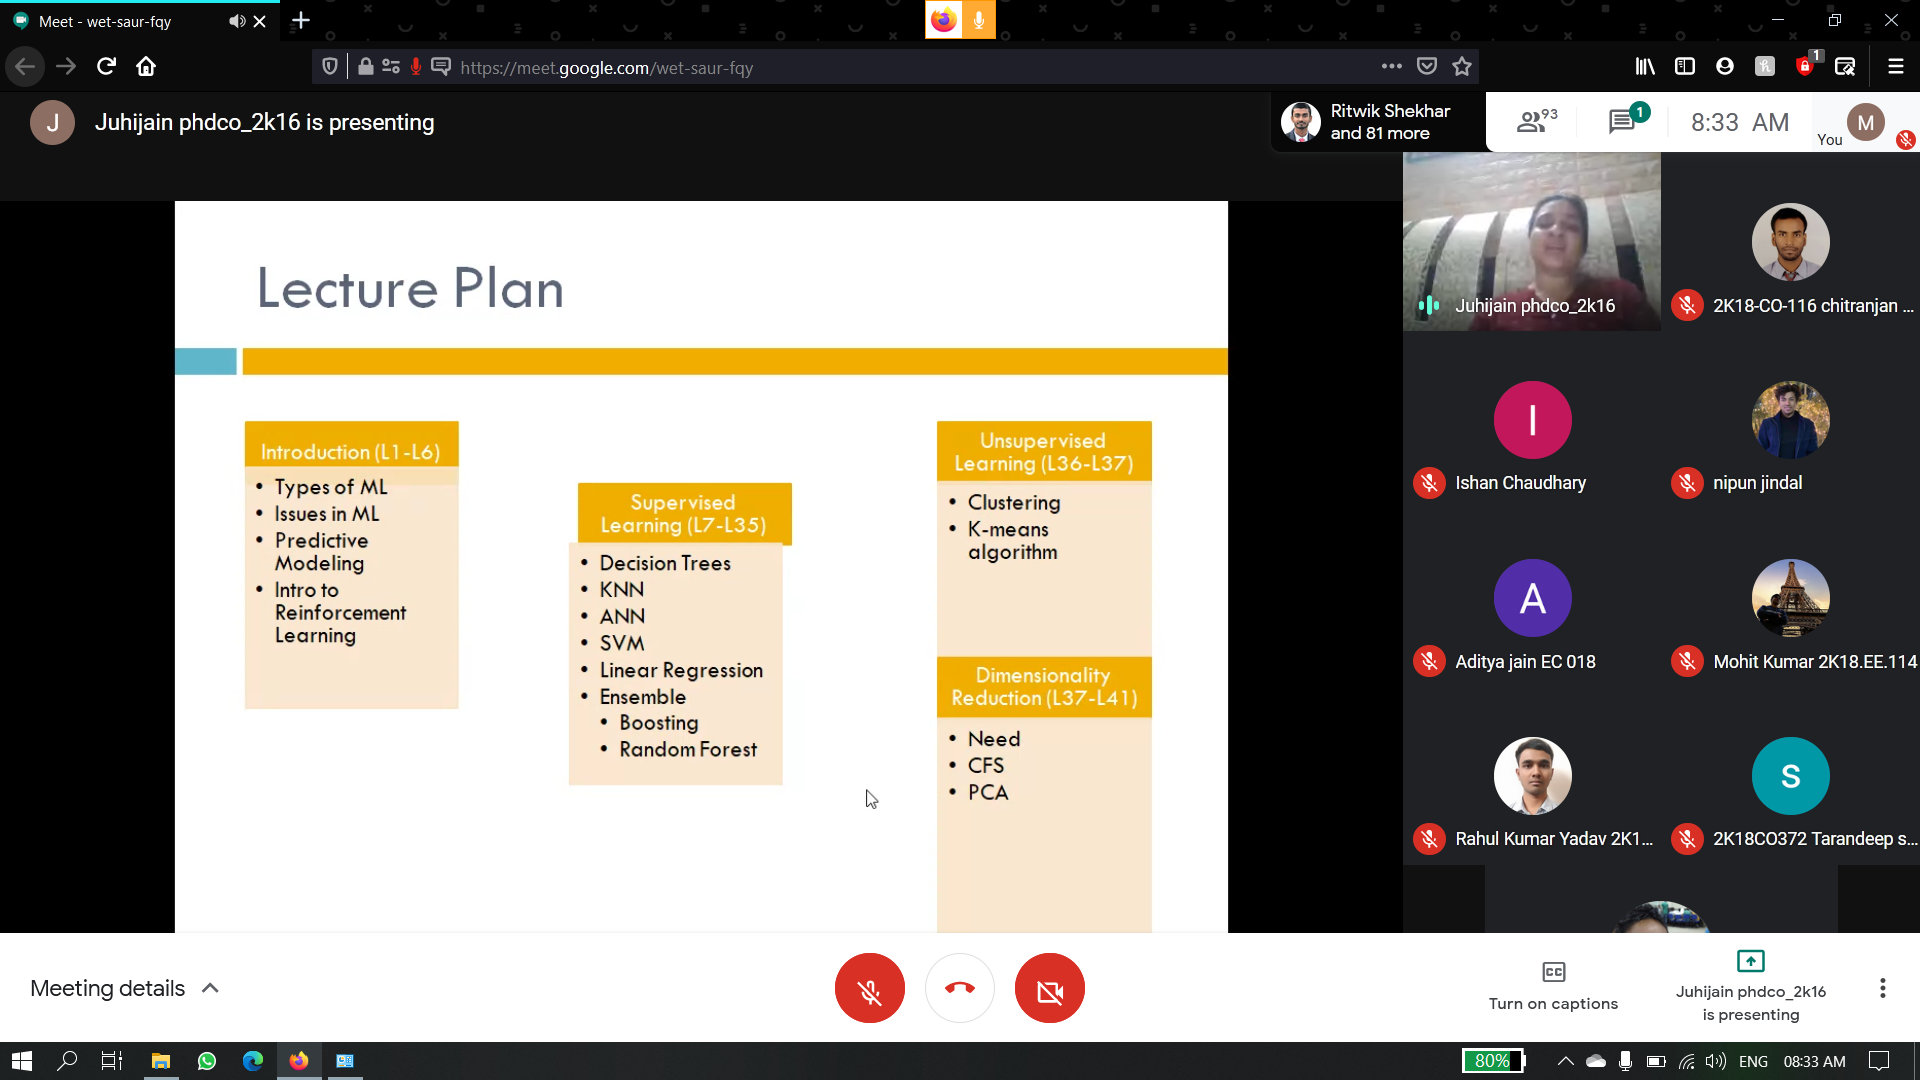 Meet - wet-saur-fqy
https://meet.google.com/wet-saur-fqy
1
J
Juhijain phdco_2k16 is presenting
Ritwik Shekhar
and 81 more
93
1
8:33 AM
You
M
Lecture Plan
Introduction (L1-L6)
• Types of ML
• Issues in ML
• Predictive
Modeling
• Intro to
Reinforcement
Learning
Supervised
Learning (L7-L35)
• Decision Trees
• KNN
• ANN
• SVM
• Linear Regression
• Ensemble
• Boosting
• Random Forest
Unsupervised
Learning (L36-L37)
• Clustering
• K-means
algorithm
Dimensionality
Reduction (L37-L41)
• Need
• CFS
• PCA
Juhijain phdco_2k16
2K18-CO-116 chitranjan ...
I
Ishan Chaudhary
nipun jindal
A
Aditya jain EC 018
Mohit Kumar 2K18.EE.114
Rahul Kumar Yadav 2K1...
S
2K18CO372 Tarandeep s...
Meeting details
CC
Turn on captions
Juhijain phdco_2k16
is presenting
80%
ENG
08:33 AM